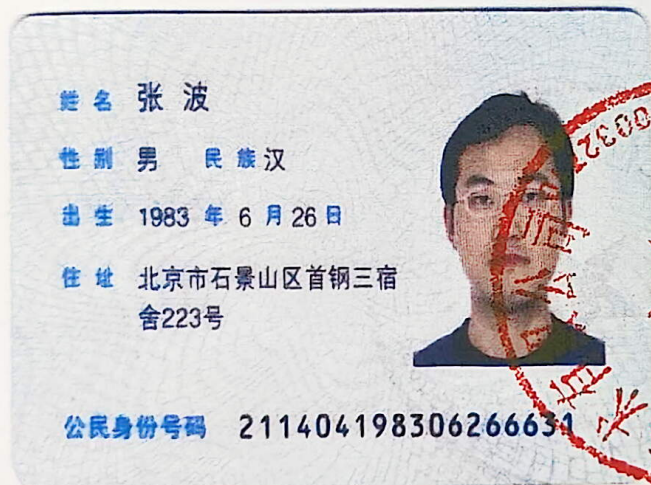 姓名 张波
性别 男 民族 汉
出生 1983 年 6 月 26 日
住址 北京市石景山区首钢三宿
舍223号
公民身份号码 211404198306266631